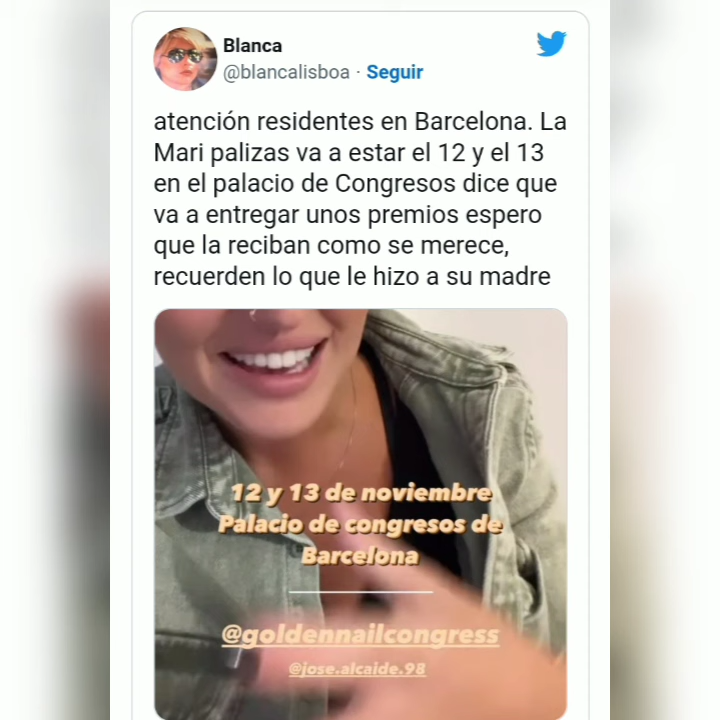 Blanca
@blancalisboa · Seguir
atención residentes en Barcelona. La
Mari palizas va a estar el 12 y el 13
en el palacio de Congresos dice que
va a entregar unos premios espero
que la reciban como se merece,
recuerden lo que le hizo a su madre
12 y 13 de noviembre
Palacio de congresos de
Barcelona
@goldennailcongress
@jose.alcaide.98